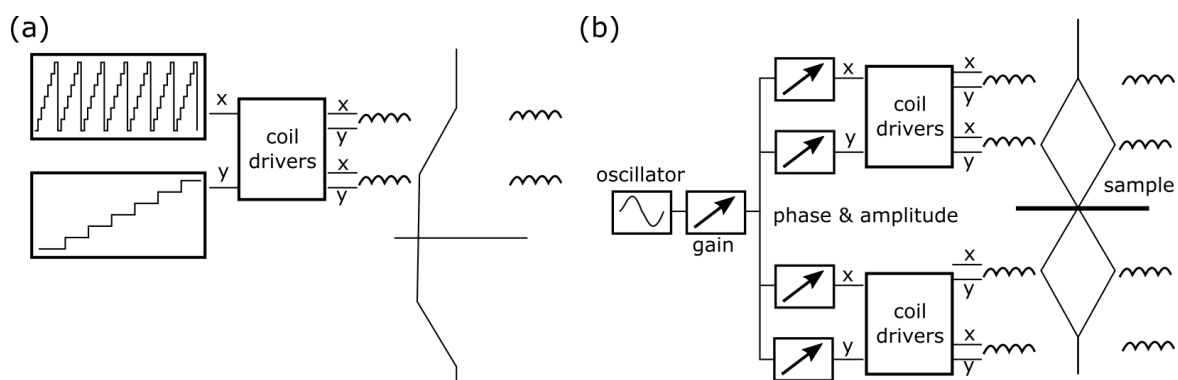 (a)
x
y
coil
drivers
x
y
x
y
(b)
oscillator
gain
phase & amplitude
x
y
coil
drivers
x
y
x
y
sample
x
y
coil
drivers
x
y
x
y